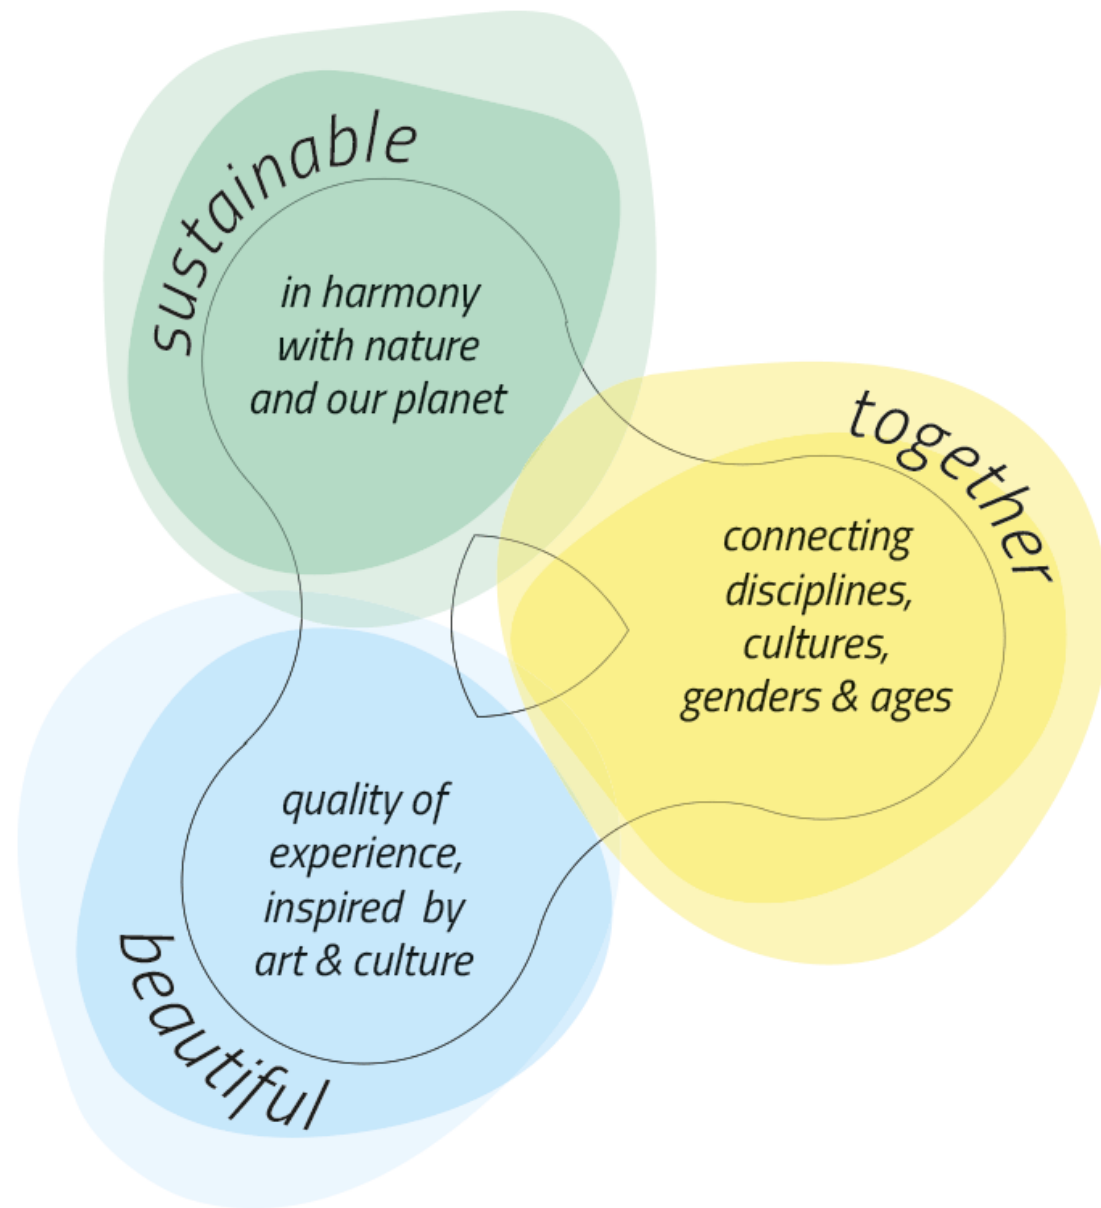 sustainable
in harmony
with nature
and our planet
together
connecting
disciplines,
cultures,
genders & ages
quality of
experience,
inspired by
art & culture
beautiful